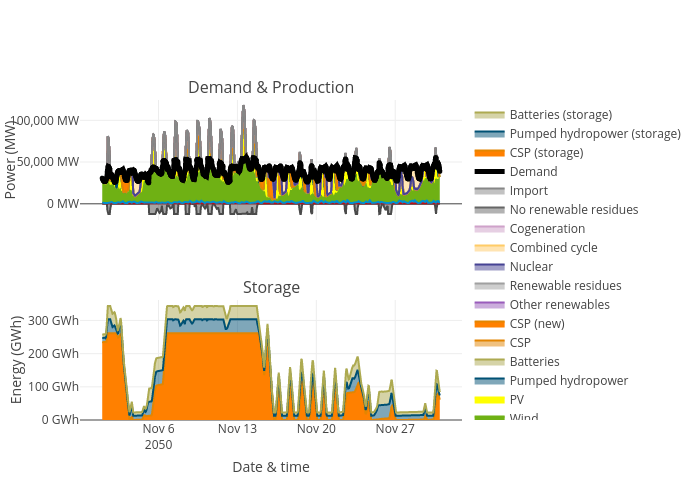 Demand & Production
100,000 MW
50,000 MW
0 MW
Power (MW)
Storage
300 GWh
200 GWh
100 GWh
0 GWh
Energy (GWh)
Nov 6
2050
Nov 13
Nov 20
Nov 27
Date & time
Batteries (storage)
Pumped hydropower (storage)
CSP (storage)
Demand
Import
No renewable residues
Cogeneration
Combined cycle
Nuclear
Renewable residues
Other renewables
CSP (new)
CSP
Batteries
Pumped hydropower
PV
Wind